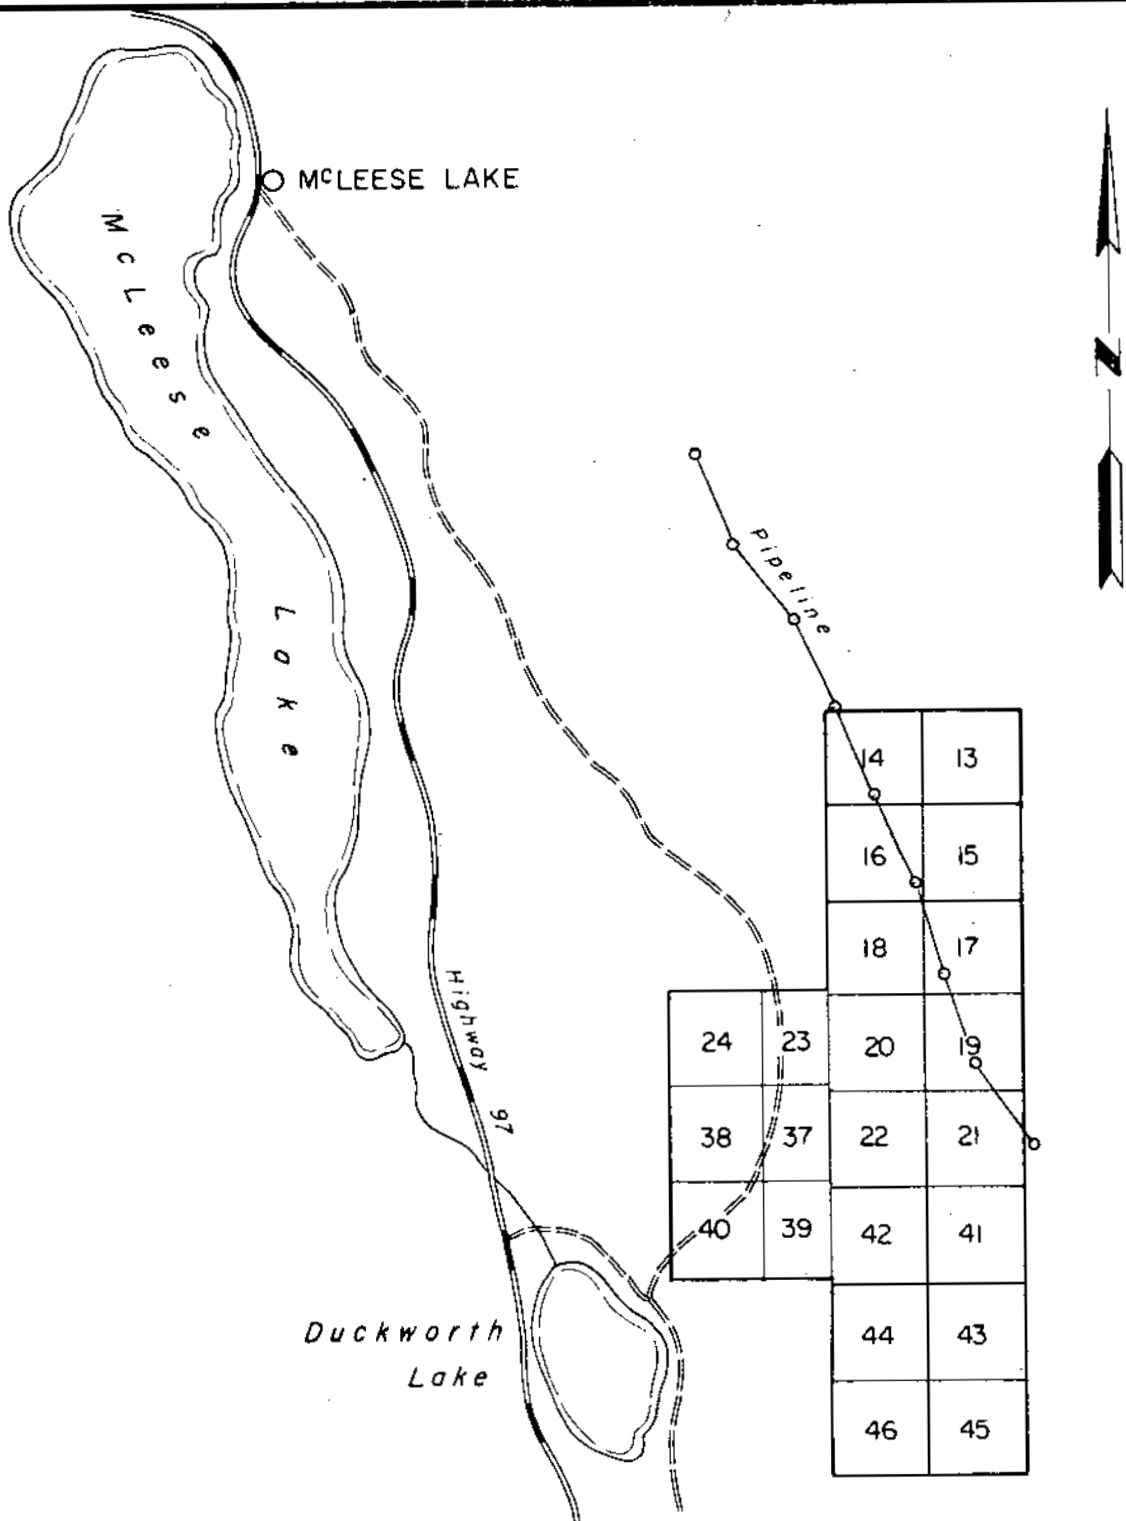 McLEESE LAKE
McLeese Lake
N
Pipeline
14 13
16 15
18 17
24 23 20 19
38 37 22 21
40 39 42 41
44 43
46 45
Highway 97
Duckworth
Lake